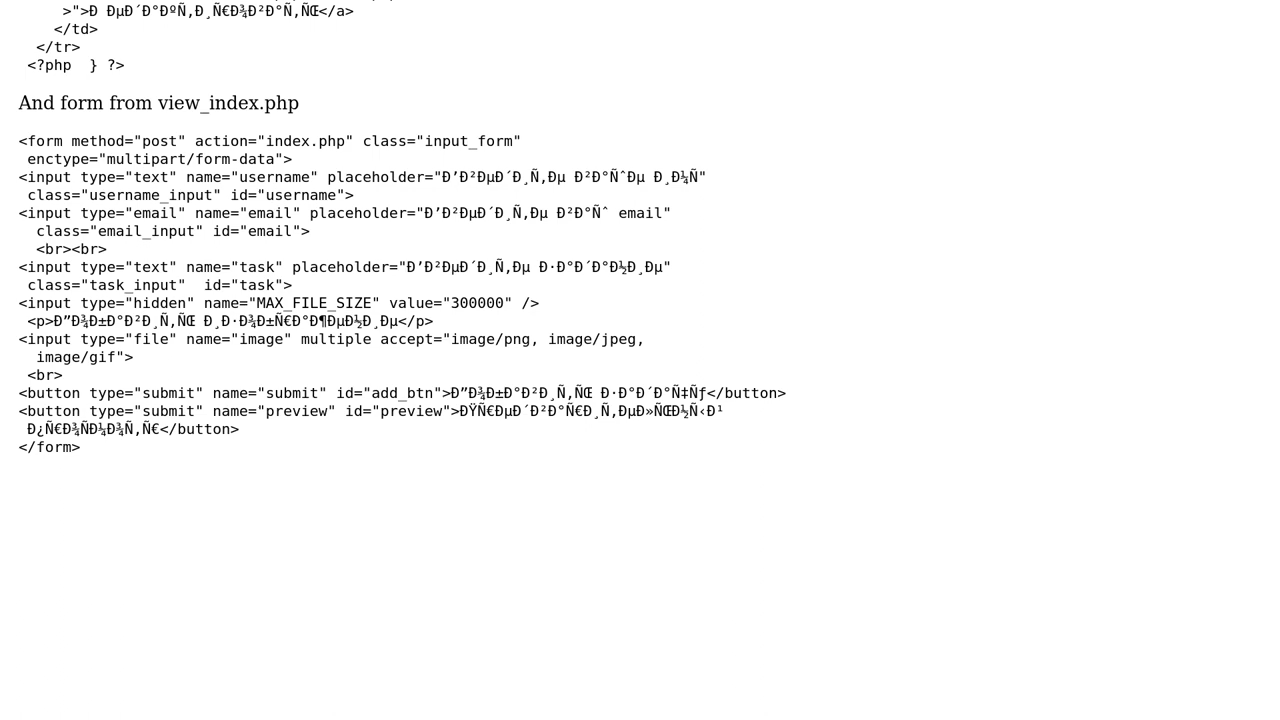 >">Ð ÐµÐ´Ð°ÐºÑ‚Ð¸Ñ€Ð¾Ð²Ð°Ñ‚ÑŒ</a>
</td>
</tr>
<?php  } ?>
And form from view_index.php
<form method="post" action="index.php" class="input_form"
enctype="multipart/form-data">
<input type="text" name="username" placeholder="Ð’Ð²ÐµÐ´Ð¸Ñ‚Ðµ Ð²Ð°ÑˆÐµ Ð¸Ð¼Ñ"
class="username_input" id="username">
<input type="email" name="email" placeholder="Ð’Ð²ÐµÐ´Ð¸Ñ‚Ðµ Ð²Ð°Ñˆ email"
class="email_input" id="email">
<br><br>
<input type="text" name="task" placeholder="Ð’Ð²ÐµÐ´Ð¸Ñ‚Ðµ Ð·Ð°Ð´Ð°Ð½Ð¸Ðµ"
class="task_input"  id="task">
<input type="hidden" name="MAX_FILE_SIZE" value="300000" />
<p>Ð”Ð¾Ð±Ð°Ð²Ð¸Ñ‚ÑŒ Ð¸Ð·Ð¾Ð±Ñ€Ð°Ð¶ÐµÐ½Ð¸Ðµ</p>
<input type="file" name="image" multiple accept="image/png, image/jpeg,
image/gif">
<br>
<button type="submit" name="submit" id="add_btn">Ð”Ð¾Ð±Ð°Ð²Ð¸Ñ‚ÑŒ Ð·Ð°Ð´Ð°Ñ‡Ñƒ</button>
<button type="submit" name="preview" id="preview">ÐŸÑ€ÐµÐ´Ð²Ð°Ñ€Ð¸Ñ‚ÐµÐ»ÑŒÐ½Ñ‹Ð¹
Ð¿Ñ€Ð¾ÑÐ¼Ð¾Ñ‚Ñ€</button>
</form>